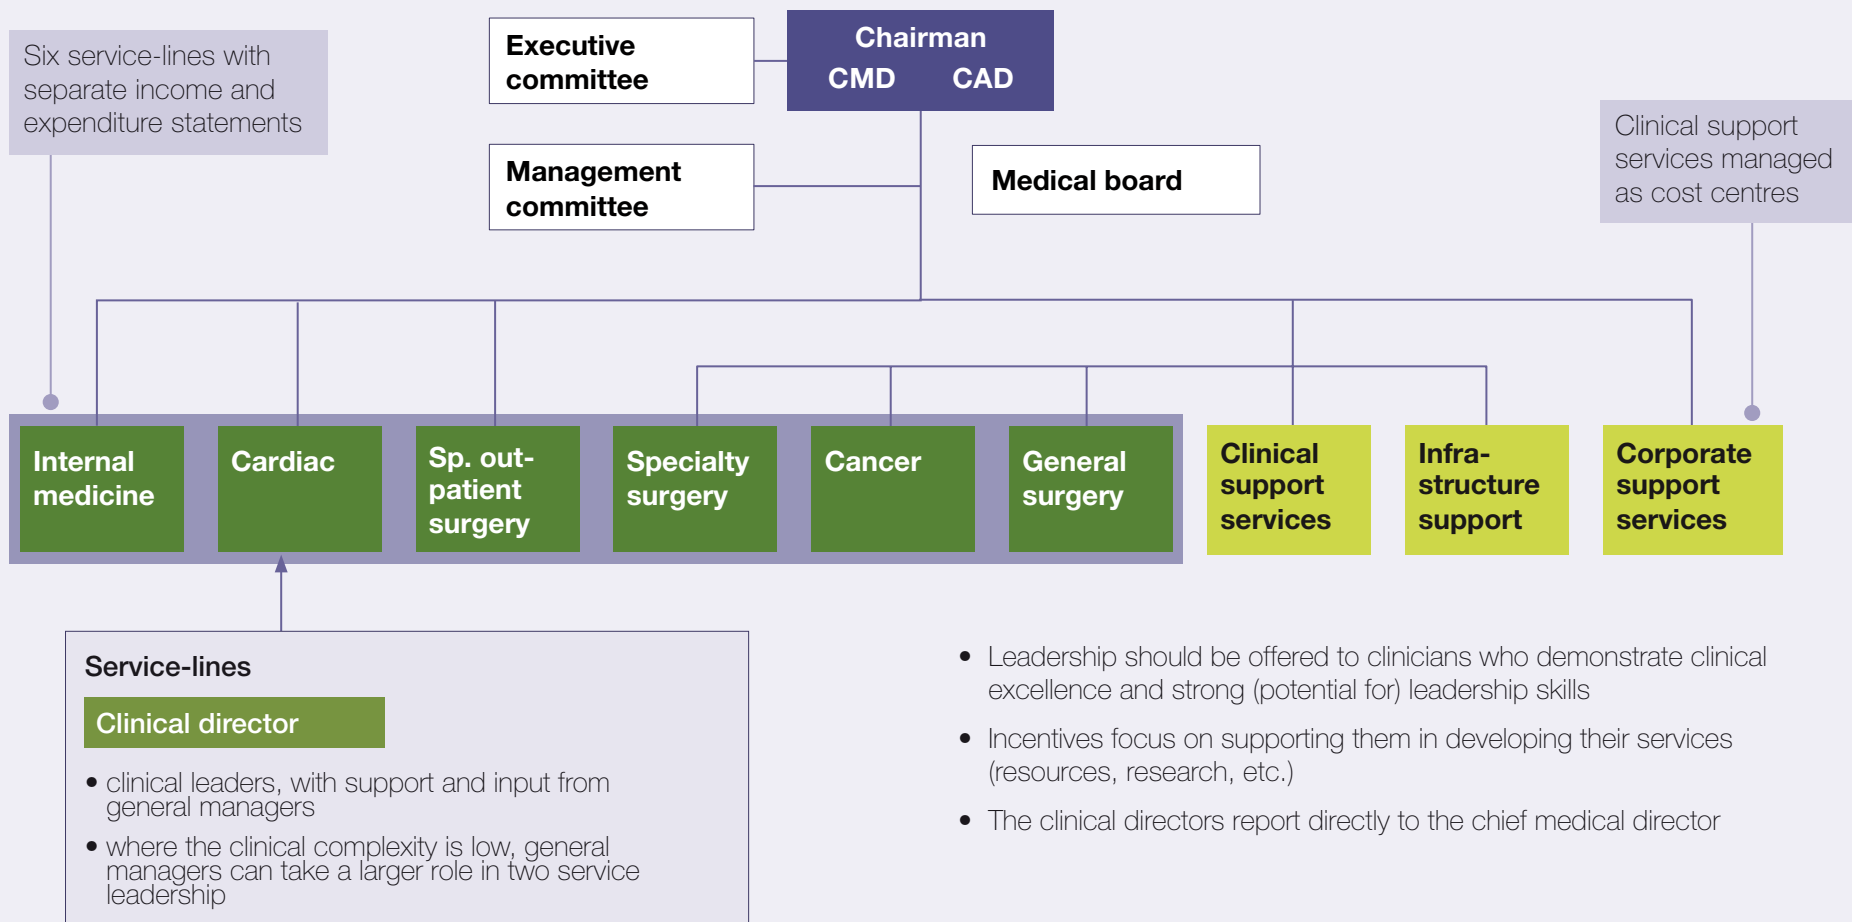 Six service-lines with
separate income and
expenditure statements
Executive
committee
Chairman
CMD CAD
Management
committee
Medical board
Clinical support
services managed
as cost centres
Internal
medicine
Cardiac
Sp. out-
patient
surgery
Specialty
surgery
Cancer
General
surgery
Clinical
support
services
Infra-
structure
support
Corporate
support
services
Service-lines
Clinical director
• clinical leaders, with support and input from
general managers
• where the clinical complexity is low, general
managers can take a larger role in two service
leadership
• Leadership should be offered to clinicians who demonstrate clinical
excellence and strong (potential for) leadership skills
• Incentives focus on supporting them in developing their services
(resources, research, etc.)
• The clinical directors report directly to the chief medical director